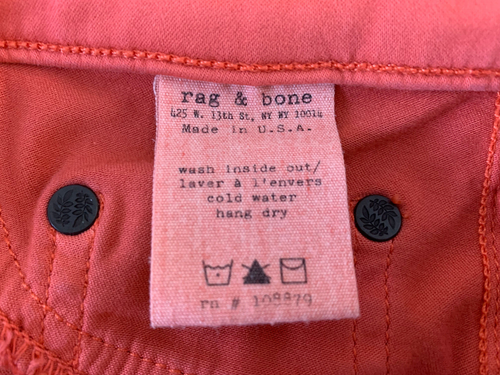 rag & bone
425 W. 13th St, NY NY 10014
Made in U.S.A.
wash inside out/
laver à l'envers
cold water
hang dry
rn # 108879